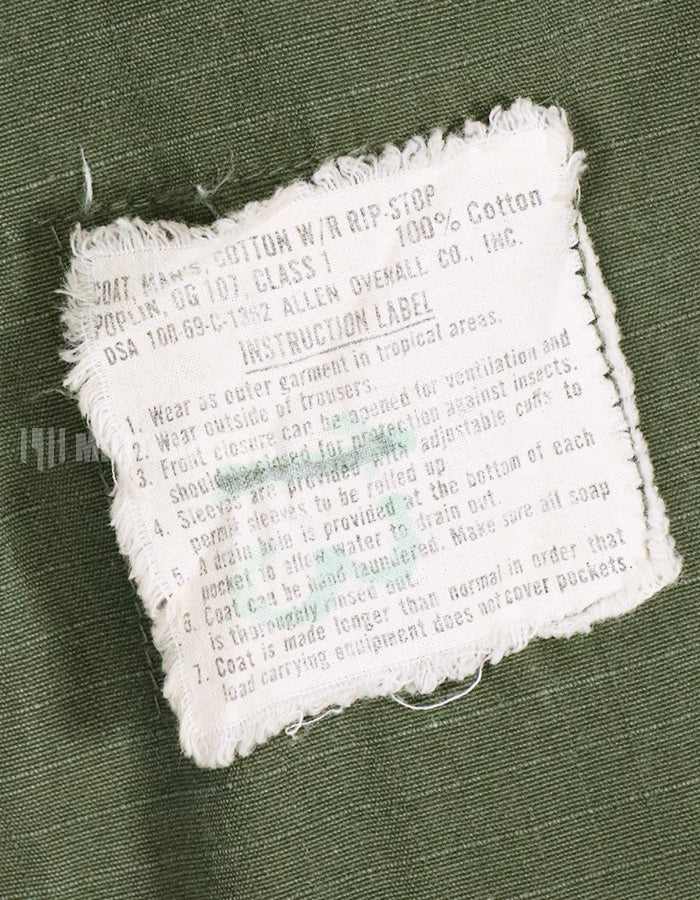 COAT, MAN'S, COTTON W/R RIP-STOP
POPLIN, OG 107, CLASS 1 100% Cotton
DSA 100-69-C-1362 ALLEN OVERALL CO., INC.
INSTRUCTION LABEL
1. Wear as outer garment in tropical areas.
2. Wear outside of trousers.
3. Front closure can be opened for ventilation and
should be closed for protection against insects.
4. Sleeves are provided with adjustable cuffs to
permit sleeves to be rolled up
5. A drain hole is provided at the bottom of each
pocket to allow water to drain out.
6. Coat can be hand laundered. Make sure all soap
is thoroughly rinsed out.
7. Coat is made longer than normal in order that
load carrying equipment does not cover pockets.